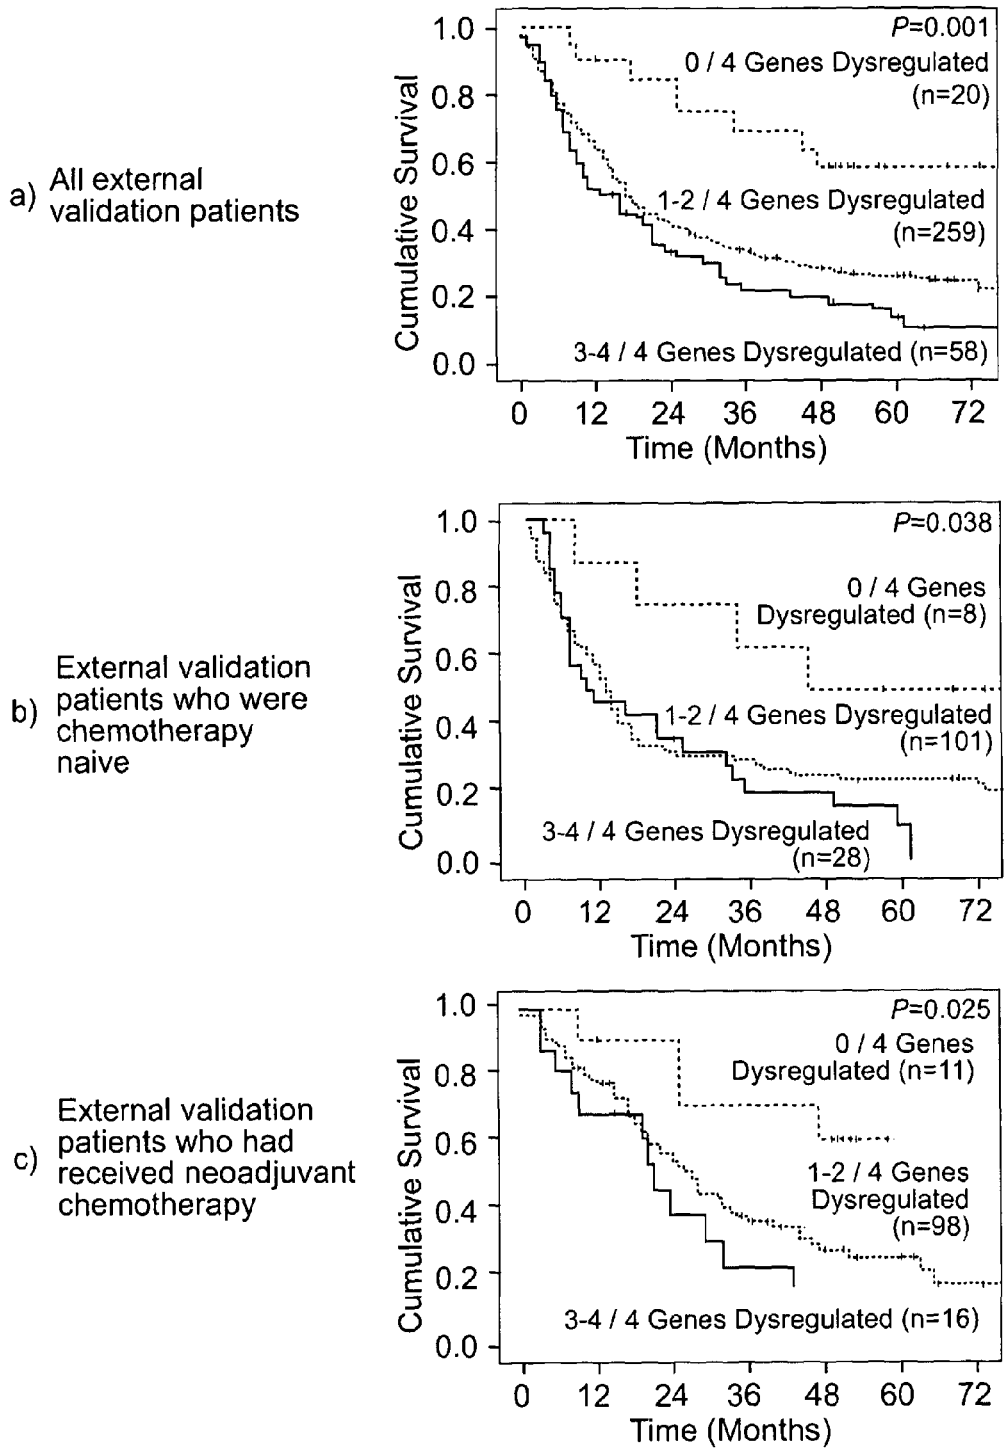 a) All external
validation patients
Cumulative Survival
1.0
0.8
0.6
0.4
0.2
0.0
P=0.001
0 / 4 Genes Dysregulated
(n=20)
1-2 / 4 Genes Dysregulated
(n=259)
3-4 / 4 Genes Dysregulated (n=58)
0 12 24 36 48 60 72
Time (Months)
b) External validation
patients who were
chemotherapy
naive
Cumulative Survival
1.0
0.8
0.6
0.4
0.2
0.0
P=0.038
0 / 4 Genes
Dysregulated (n=8)
1-2 / 4 Genes Dysregulated
(n=101)
3-4 / 4 Genes Dysregulated
(n=28)
0 12 24 36 48 60 72
Time (Months)
c) External validation
patients who had
received neoadjuvant
chemotherapy
Cumulative Survival
1.0
0.8
0.6
0.4
0.2
0.0
P=0.025
0 / 4 Genes
Dysregulated (n=11)
1-2 / 4 Genes
Dysregulated
(n=98)
3-4 / 4 Genes Dysregulated (n=16)
0 12 24 36 48 60 72
Time (Months)